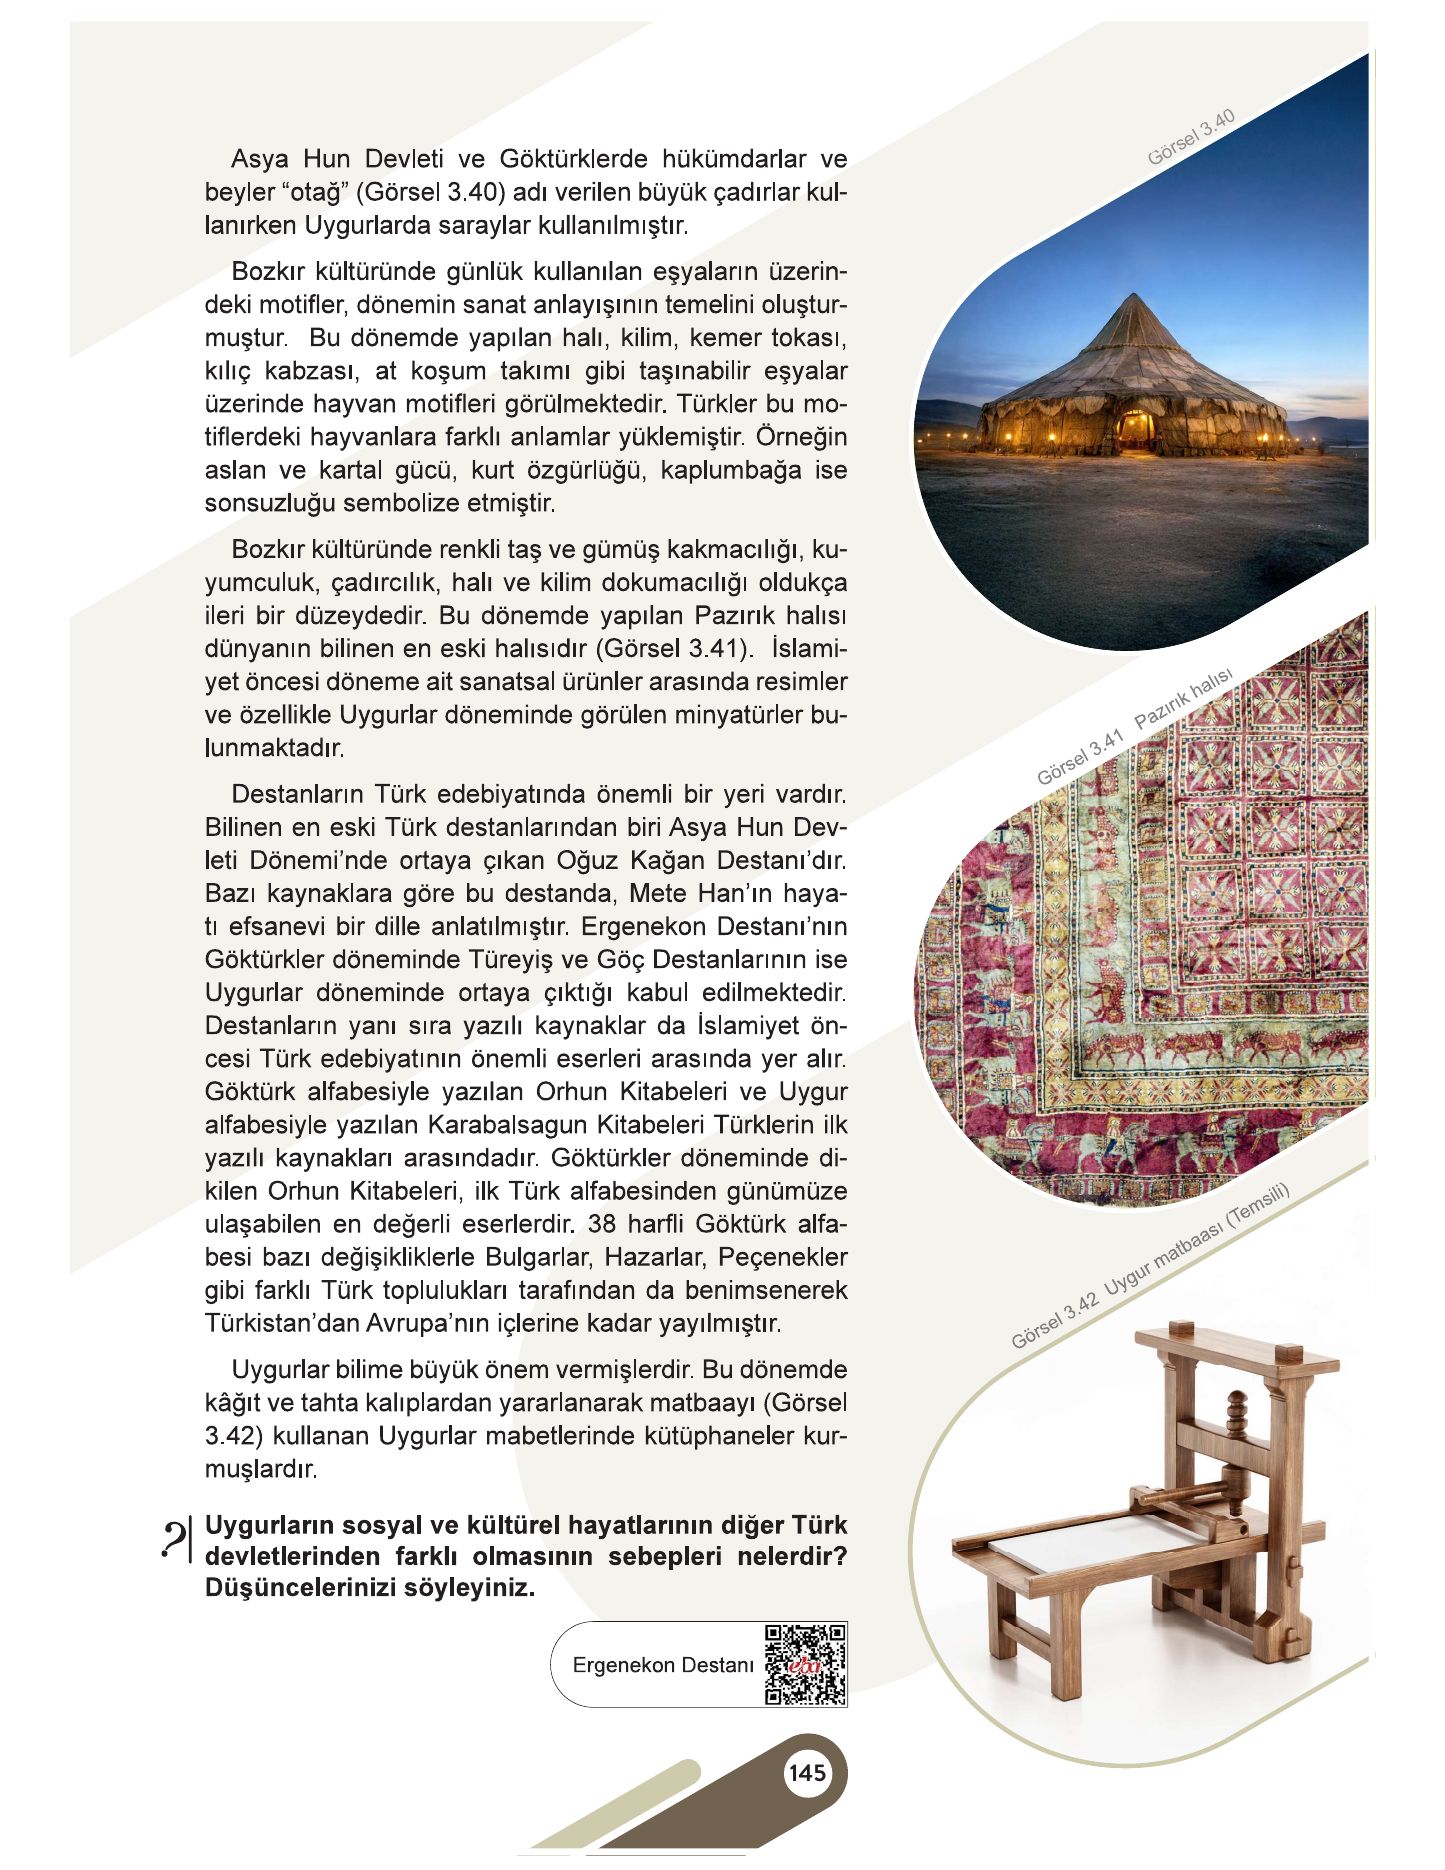 Asya Hun Devleti ve Göktürklerde hükümdarlar ve
beyler “otağ” (Görsel 3.40) adı verilen büyük çadırlar kul-
lanırken Uygurlarda saraylar kullanılmıştır.
Bozkır kültüründe günlük kullanılan eşyaların üzerin-
deki motifler, dönemin sanat anlayışının temelini oluştur-
muştur. Bu dönemde yapılan halı, kilim, kemer tokası,
kılıç kabzası, at koşum takımı gibi taşınabilir eşyalar
üzerinde hayvan motifleri görülmektedir. Türkler bu mo-
tiflerdeki hayvanlara farklı anlamlar yüklemiştir. Örneğin
aslan ve kartal gücü, kurt özgürlüğü, kaplumbağa ise
sonsuzluğu sembolize etmiştir.
Bozkır kültüründe renkli taş ve gümüş kakmacılığı, ku-
yumculuk, çadırcılık, halı ve kilim dokumacılığı oldukça
ileri bir düzeydedir. Bu dönemde yapılan Pazırık halısı
dünyanın bilinen en eski halısıdır (Görsel 3.41). İslami-
yet öncesi döneme ait sanatsal ürünler arasında resimler
ve özellikle Uygurlar döneminde görülen minyatürler bu-
lunmaktadır.
Destanların Türk edebiyatında önemli bir yeri vardır.
Bilinen en eski Türk destanlarından biri Asya Hun Dev-
leti Dönemi’nde ortaya çıkan Oğuz Kağan Destanı’dır.
Bazı kaynaklara göre bu destanda, Mete Han’ın haya-
tı efsanevi bir dille anlatılmıştır. Ergenekon Destanı’nın
Göktürkler döneminde Türeyiş ve Göç Destanlarının ise
Uygurlar döneminde ortaya çıktığı kabul edilmektedir.
Destanların yanı sıra yazılı kaynaklar da İslamiyet ön-
cesi Türk edebiyatının önemli eserleri arasında yer alır.
Göktürk alfabesiyle yazılan Orhun Kitabeleri ve Uygur
alfabesiyle yazılan Karabalsagun Kitabeleri Türklerin ilk
yazılı kaynakları arasındadır. Göktürkler döneminde di-
kilen Orhun Kitabeleri, ilk Türk alfabesinden günümüze
ulaşabilen en değerli eserlerdir. 38 harfli Göktürk alfa-
besi bazı değişikliklerle Bulgarlar, Hazarlar, Peçenekler
gibi farklı Türk toplulukları tarafından da benimsenerek
Türkistan’dan Avrupa’nın içlerine kadar yayılmıştır.
Uygurlar bilime büyük önem vermişlerdir. Bu dönemde
kâğıt ve tahta kalıplardan yararlanarak matbaayı (Görsel
3.42) kullanan Uygurlar mabetlerinde kütüphaneler kur-
muşlardır.
? Uygurların sosyal ve kültürel hayatlarının diğer Türk
devletlerinden farklı olmasının sebepleri nelerdir?
Düşüncelerinizi söyleyiniz.
Ergenekon Destanı
eba
Görsel 3.40
Görsel 3.41 Pazırık halısı
Görsel 3.42 Uygur matbaası (Temsili)
145